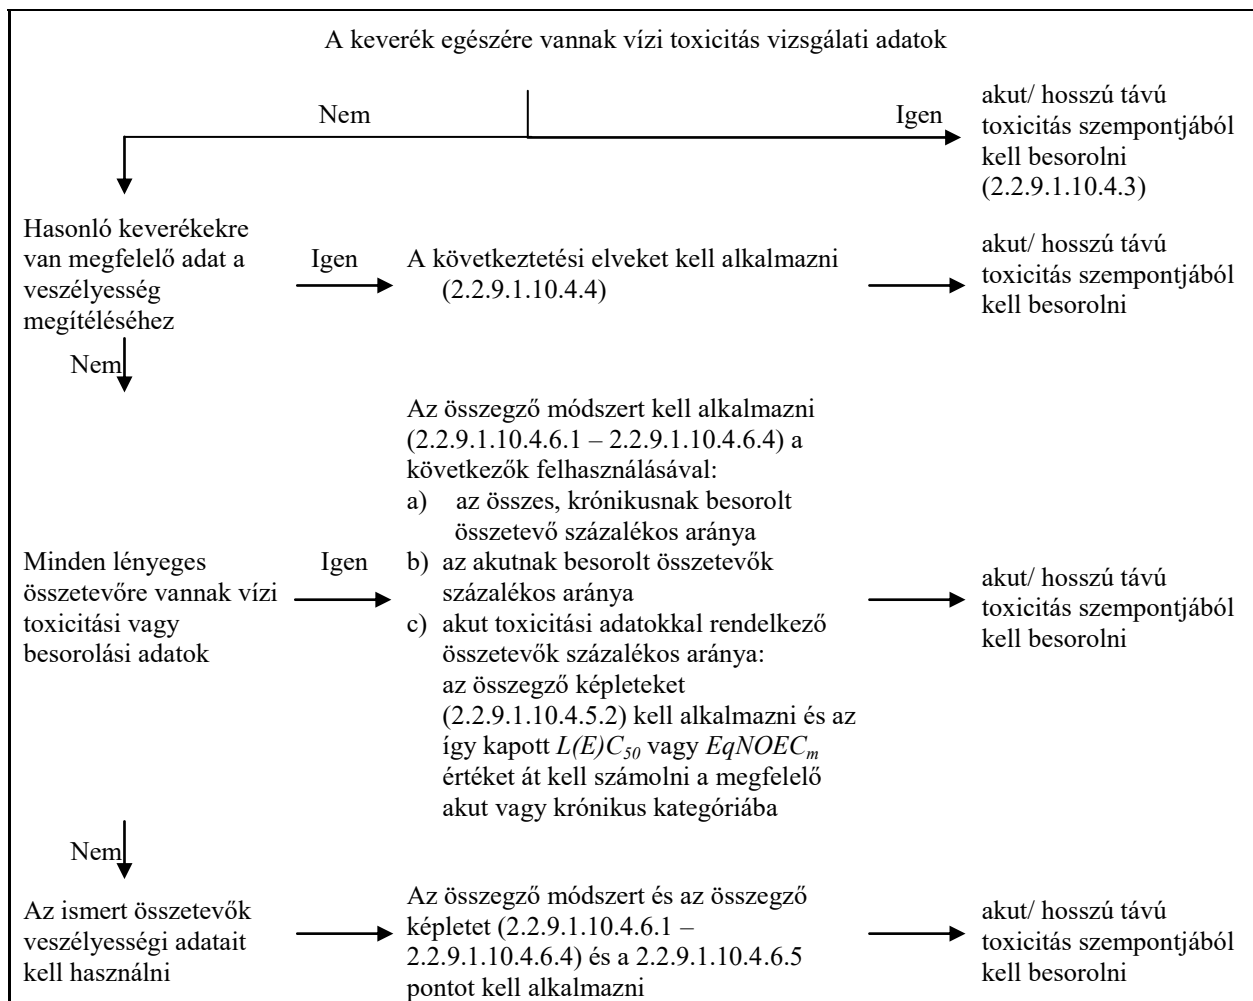 A keverék egészére vannak vízi toxicitás vizsgálati adatok
Nem
Igen
akut/ hosszú távú
toxicitás szempontjából
kell besorolni
(2.2.9.1.10.4.3)
Hasonló keverékekre
van megfelelő adat a
veszélyesség
megítéléséhez
Igen
A következtetési elveket kell alkalmazni
(2.2.9.1.10.4.4)
akut/ hosszú távú
toxicitás szempontjából
kell besorolni
Nem
Minden lényeges
összetevőre vannak vízi
toxicitási vagy
besorolási adatok
Igen
Az összegző módszert kell alkalmazni
(2.2.9.1.10.4.6.1 – 2.2.9.1.10.4.6.4) a
következők felhasználásával:
a) az összes, krónikusnak besorolt
összetevő százalékos aránya
b) az akutnak besorolt összetevők
százalékos aránya
c) akut toxicitási adatokkal rendelkező
összetevők százalékos aránya:
az összegző képleteket
(2.2.9.1.10.4.5.2) kell alkalmazni és az
így kapott L(E)C50 vagy EqNOECm
értéket át kell számolni a megfelelő
akut vagy krónikus kategóriába
akut/ hosszú távú
toxicitás szempontjából
kell besorolni
Nem
Az ismert összetevők
veszélyességi adatait
kell használni
Az összegző módszert és az összegző
képletet (2.2.9.1.10.4.6.1 –
2.2.9.1.10.4.6.4) és a 2.2.9.1.10.4.6.5
pontot kell alkalmazni
akut/ hosszú távú
toxicitás szempontjából
kell besorolni